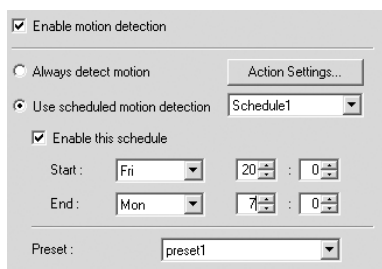 Enable motion detection
Always detect motion Action Settings...
Use scheduled motion detection Schedule1
Enable this schedule
Start : Fri 20 : 0
End : Mon 7 : 0
Preset : preset1